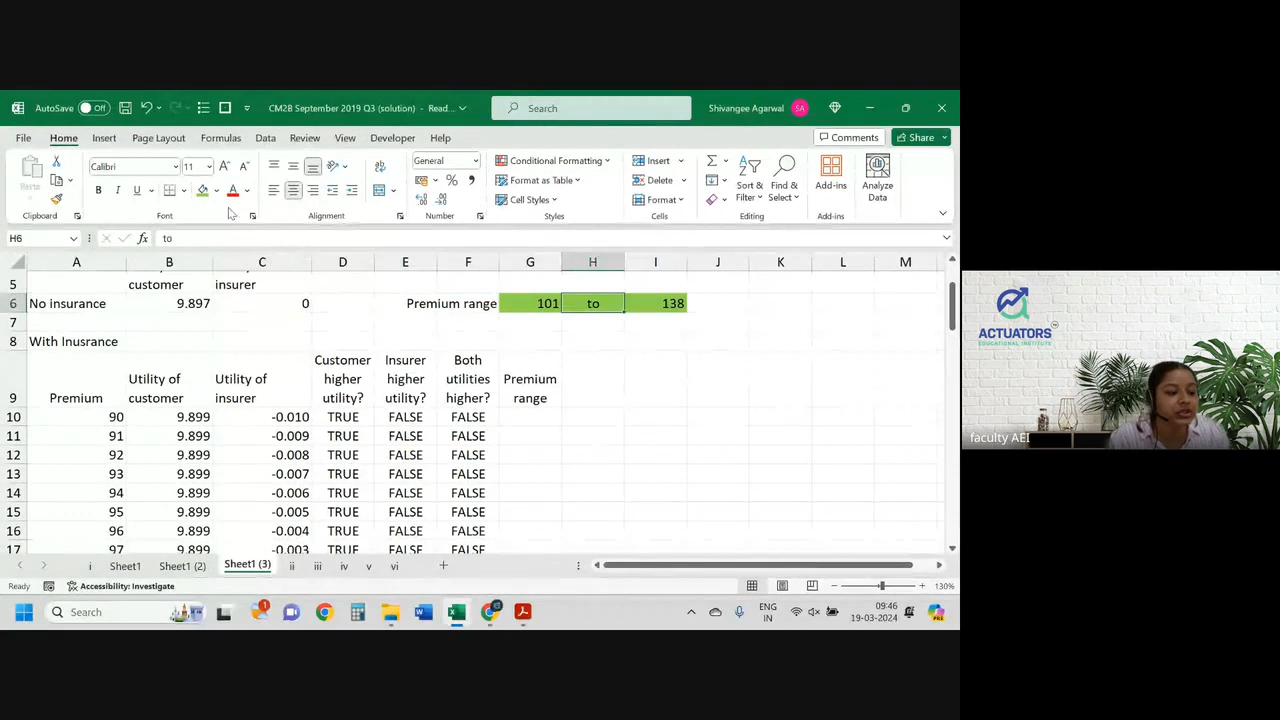 AutoSave Off CM2B September 2019 Q3 (solution) - Read... Search Shivangee Agarwal SA
File Home Insert Page Layout Formulas Data Review View Developer Help Comments Share
Calibri 11 General Conditional Formatting Insert
Paste B I U Format as Table Delete Sort & Filter Find & Select Add-ins Analyze Data
Cell Styles Format
Clipboard Font Alignment Number Styles Cells Editing Add-ins
H6 fx to
A B C D E F G H I J K L M
5 customer insurer
6 No insurance 9.897 0 Premium range 101 to 138
7
8 With Inusrance
9 Premium Utility of customer Utility of insurer Customer higher utility? Insurer higher utility? Both utilities higher? Premium range
10 90 9.899 -0.010 TRUE FALSE FALSE
11 91 9.899 -0.009 TRUE FALSE FALSE
12 92 9.899 -0.008 TRUE FALSE FALSE
13 93 9.899 -0.007 TRUE FALSE FALSE
14 94 9.899 -0.006 TRUE FALSE FALSE
15 95 9.899 -0.005 TRUE FALSE FALSE
16 96 9.899 -0.004 TRUE FALSE FALSE
17 97 9.899 -0.003 TRUE FALSE FALSE
i Sheet1 Sheet1 (2) Sheet1 (3) ii iii iv v vi
Ready Accessibility: Investigate 130%
Search 1 ENG IN 09:46 19-03-2024
ACTUATORS
EDUCATIONAL INSTITUTE
faculty AEI